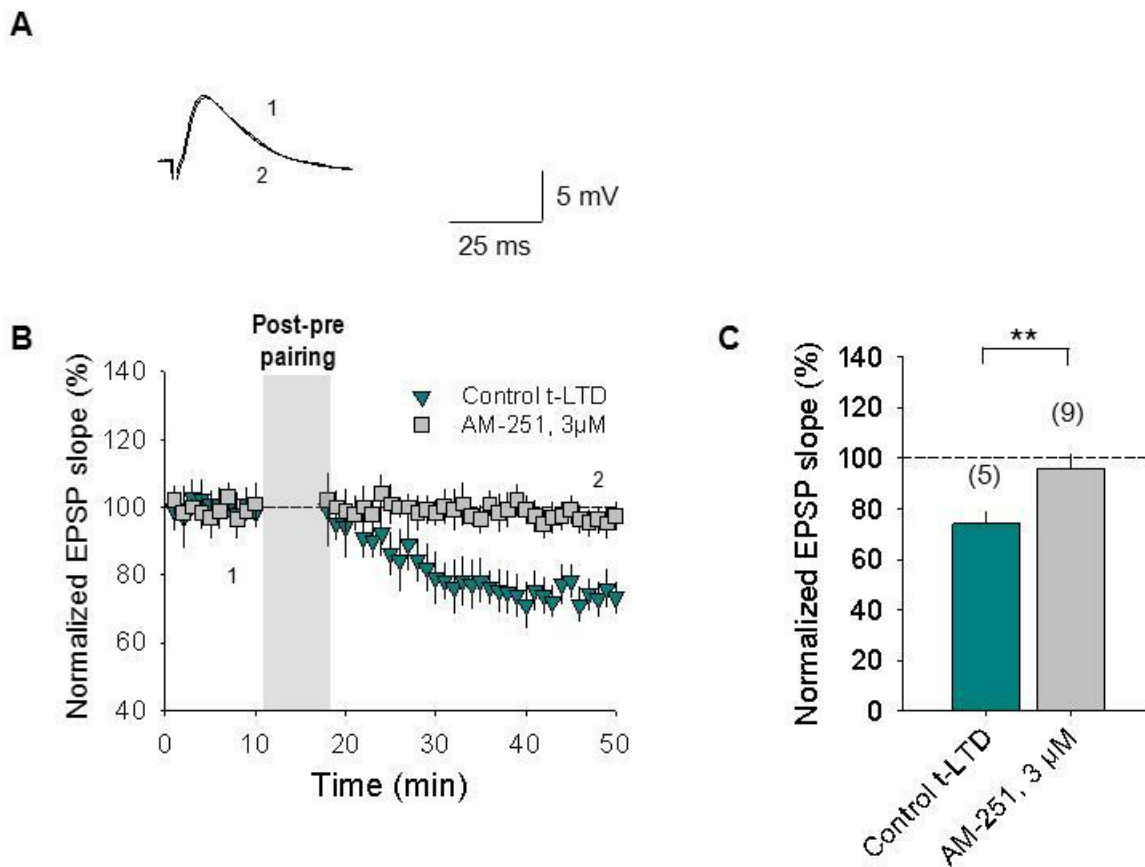 A
1
2
5 mV
25 ms
B
Post-pre
pairing
Normalized EPSP slope (%)
140
120
100
80
60
40
Control t-LTD
AM-251, 3µM
1
2
0
10
20
30
40
50
Time (min)
C
**
Normalized EPSP slope (%)
140
120
100
80
60
40
20
0
(5)
(9)
Control t-LTD
AM-251, 3 µM